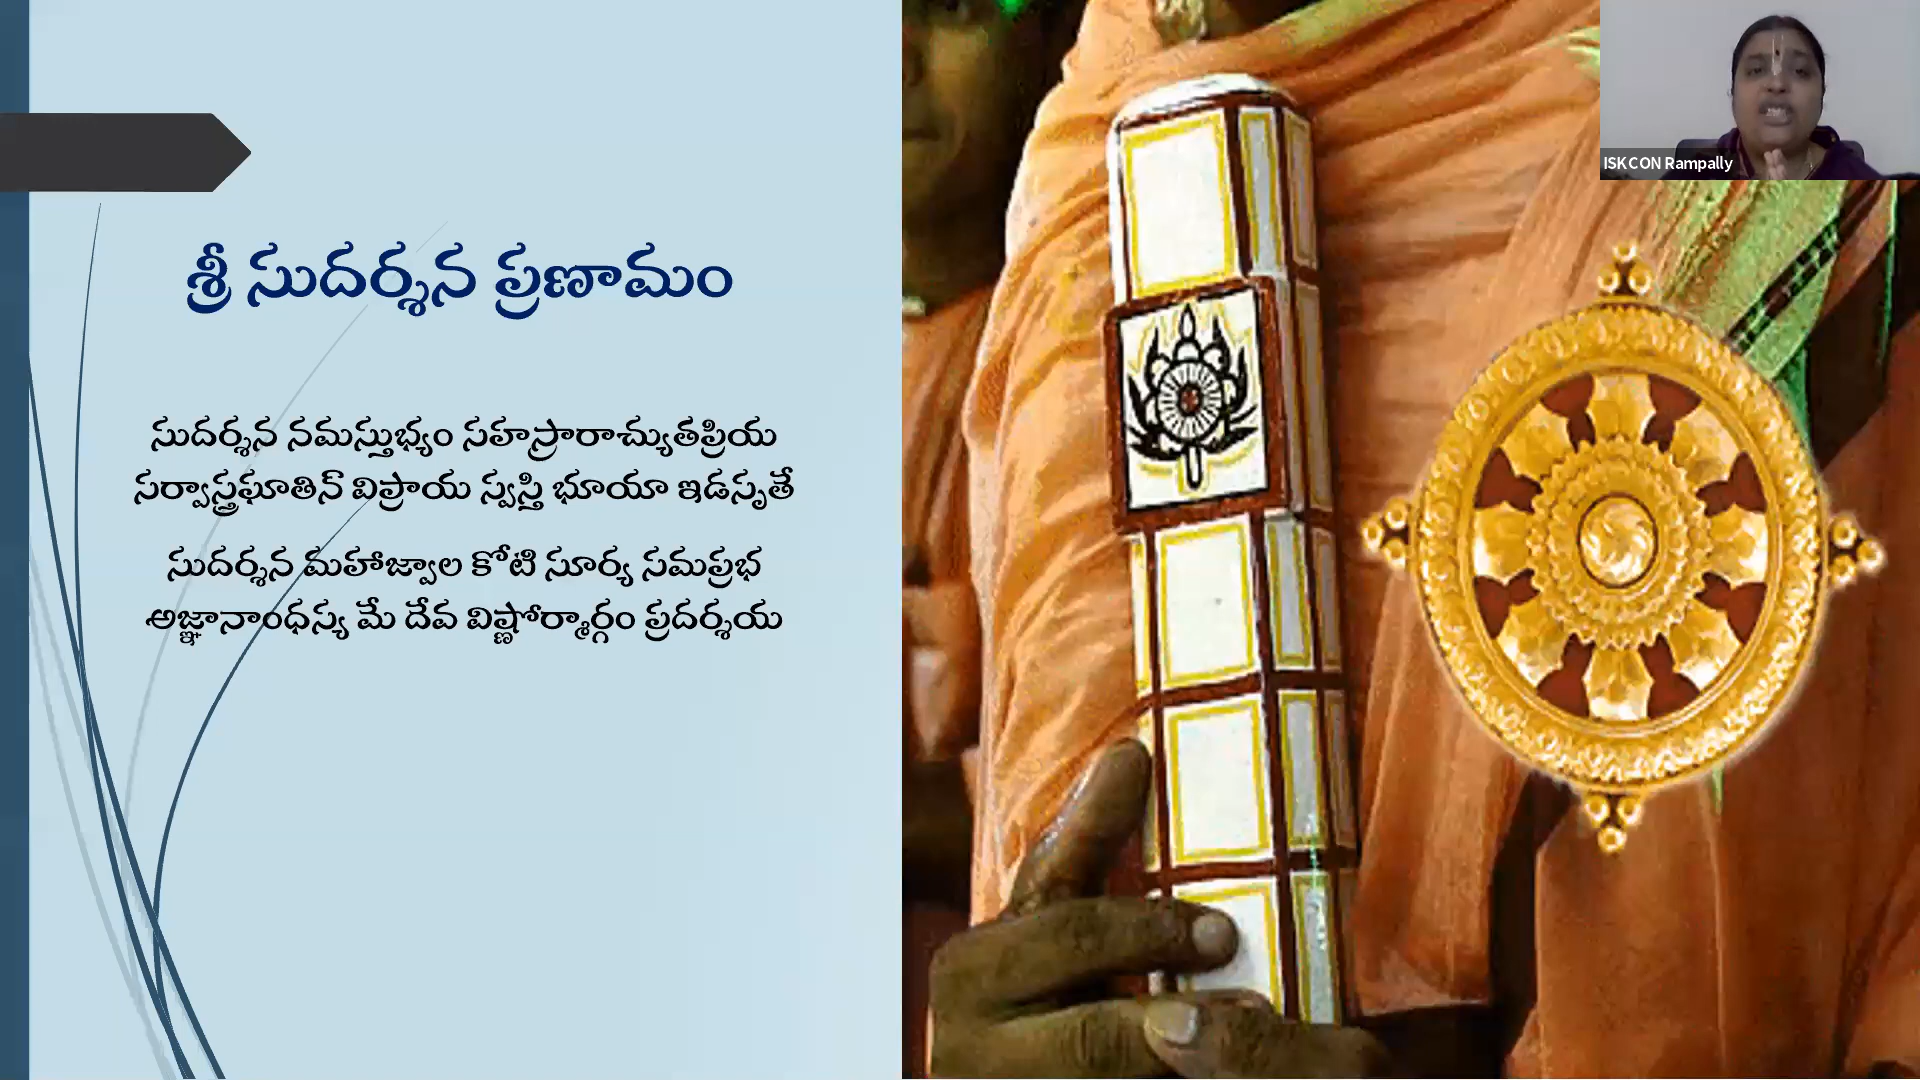 శ్రీ సుదర్శన ప్రణామం
సుదర్శన నమస్తుభ్యం సహస్రారాచ్యుతప్రియ
సర్వాస్త్రఘాతిన్ విప్రాయ స్వస్తి భూయా ఇడస్పతే
సుదర్శన మహాజ్వాల కోటి సూర్య సమప్రభ
అజ్ఞానాంధస్య మే దేవ విష్ణోర్మార్గం ప్రదర్శయ
ISKCON Rampally